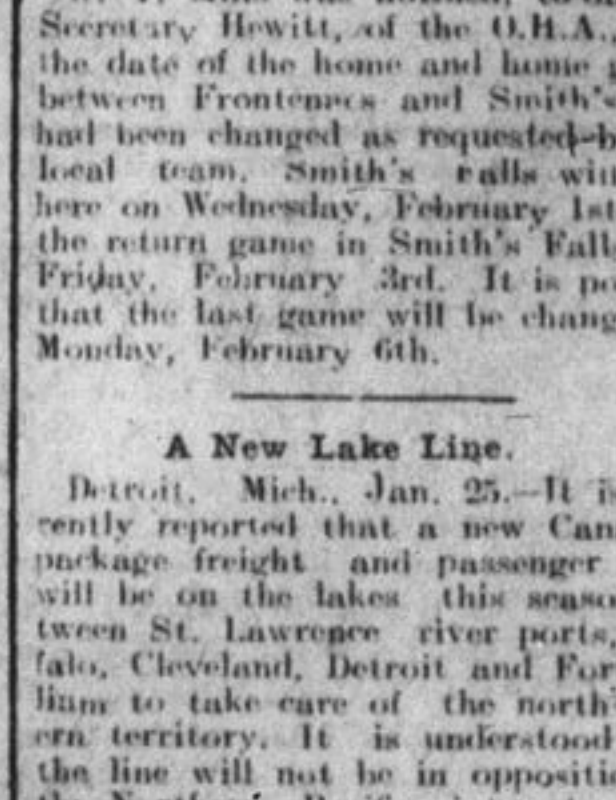 Secretary Hewitt, of the O.H.A.,
the date of the home and home
between Frontenacs and Smith's
had been changed as requested b
local team. Smith's Falls will
here on Wednesday, February 1st
the return game in Smith's Fall
Friday, February 3rd. It is po
that the last game will be chang
Monday, February 6th.
A New Lake Line.
Detroit, Mich., Jan. 25.—It i
rently reported that a new Can
package freight and passenger
will be on the lakes this seaso
tween St. Lawrence river ports,
falo, Cleveland, Detroit and For
liam to take care of the north
ern territory. It is understood
the line will not be in oppositi